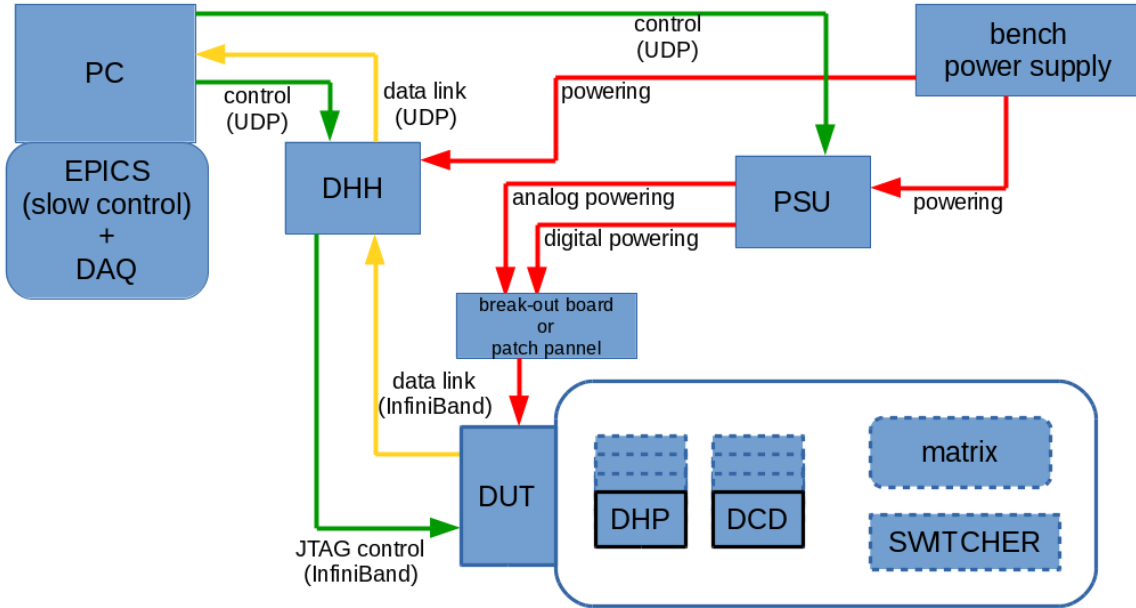 PC
EPICS
(slow control)
+
DAQ
control
(UDP)
data link
(UDP)
DHH
powering
control
(UDP)
bench
power supply
PSU
powering
analog powering
digital powering
break-out board
or
patch pannel
data link
(InfiniBand)
JTAG control
(InfiniBand)
DUT
DHP
DCD
matrix
SWITCHER